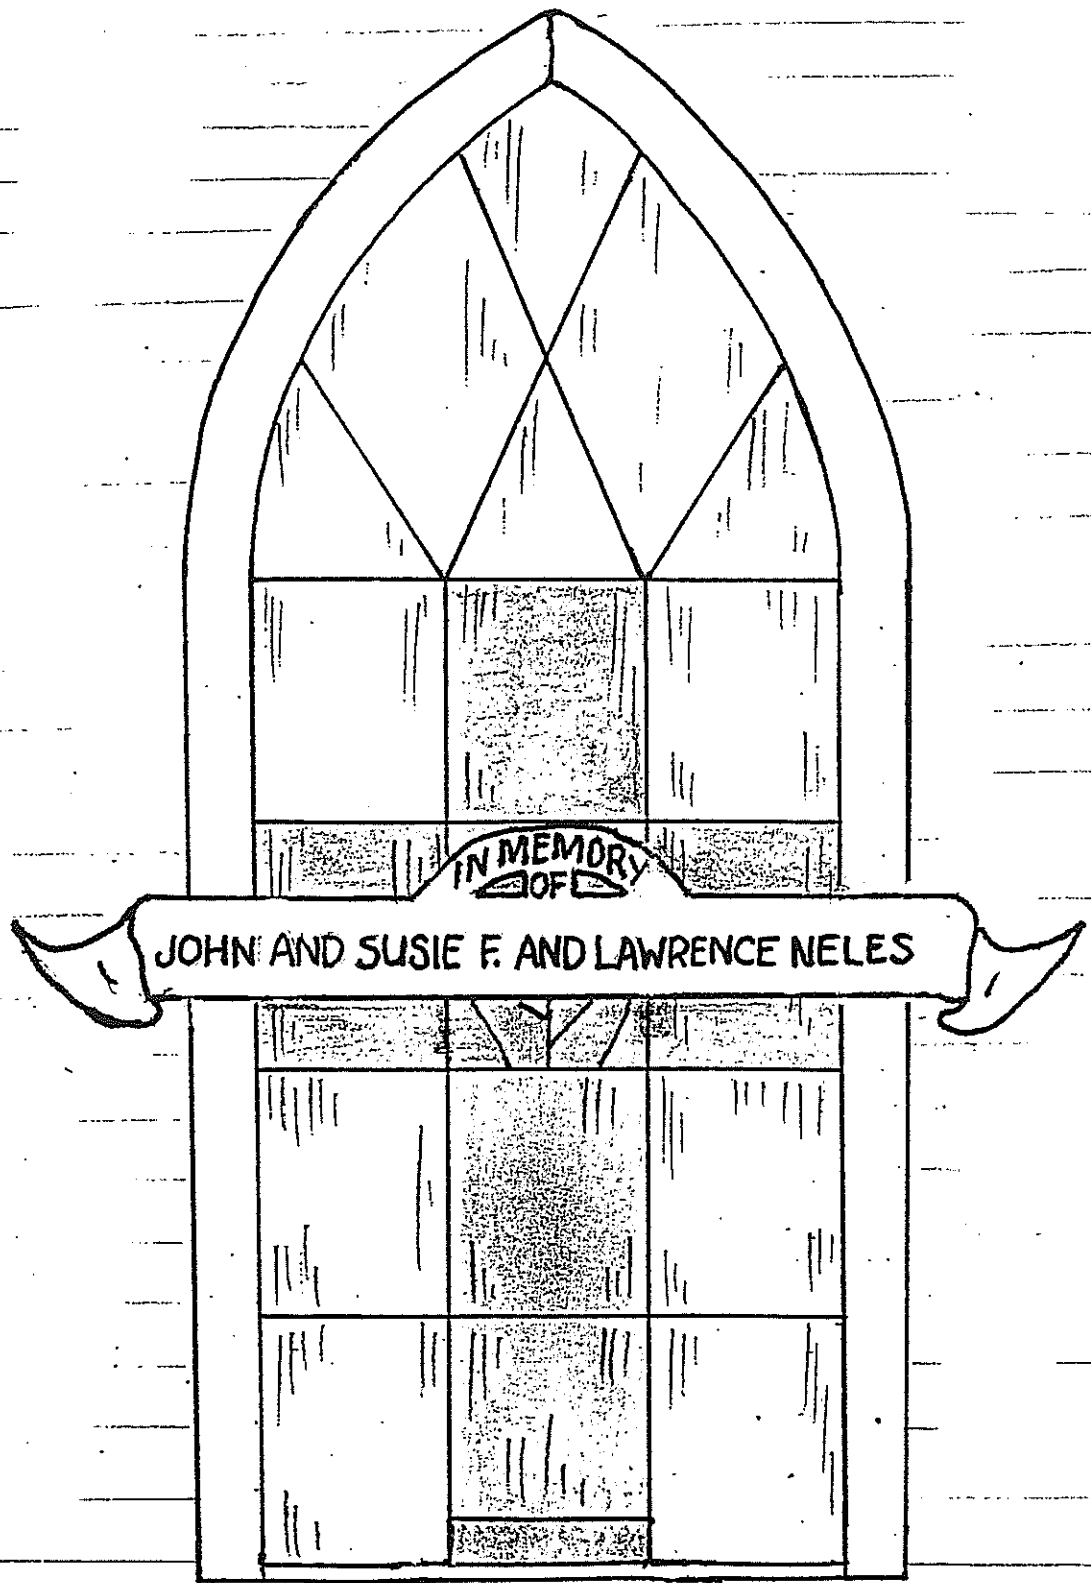 IN MEMORY
OF
JOHN AND SUSIE F. AND LAWRENCE NELES